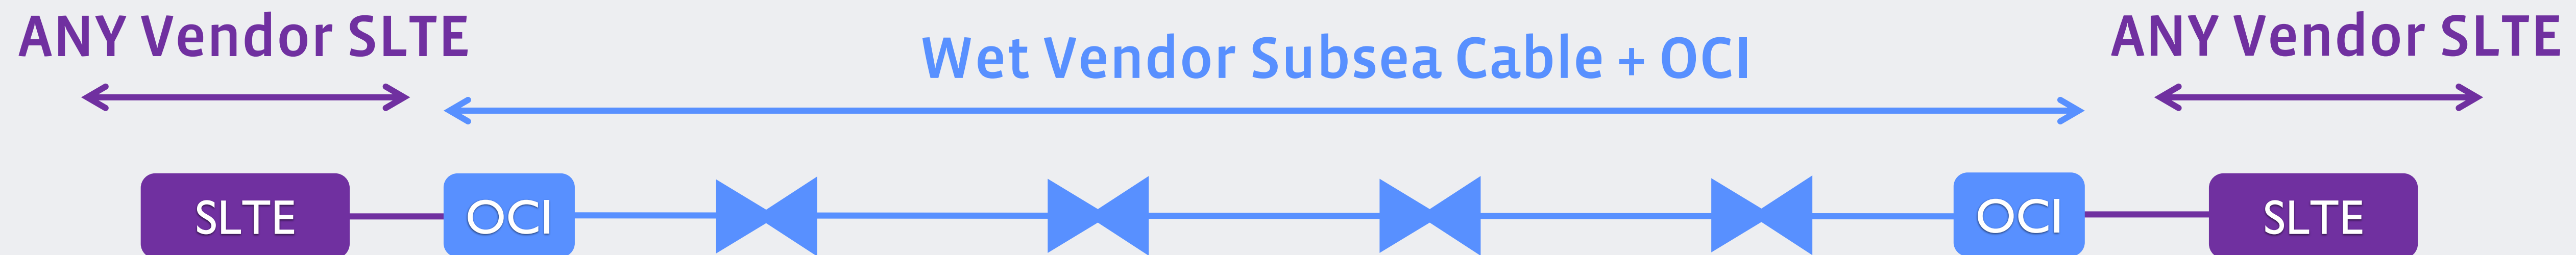 ANY Vendor SLTE
Wet Vendor Subsea Cable + OCI
ANY Vendor SLTE
SLTE
OCI
OCI
SLTE